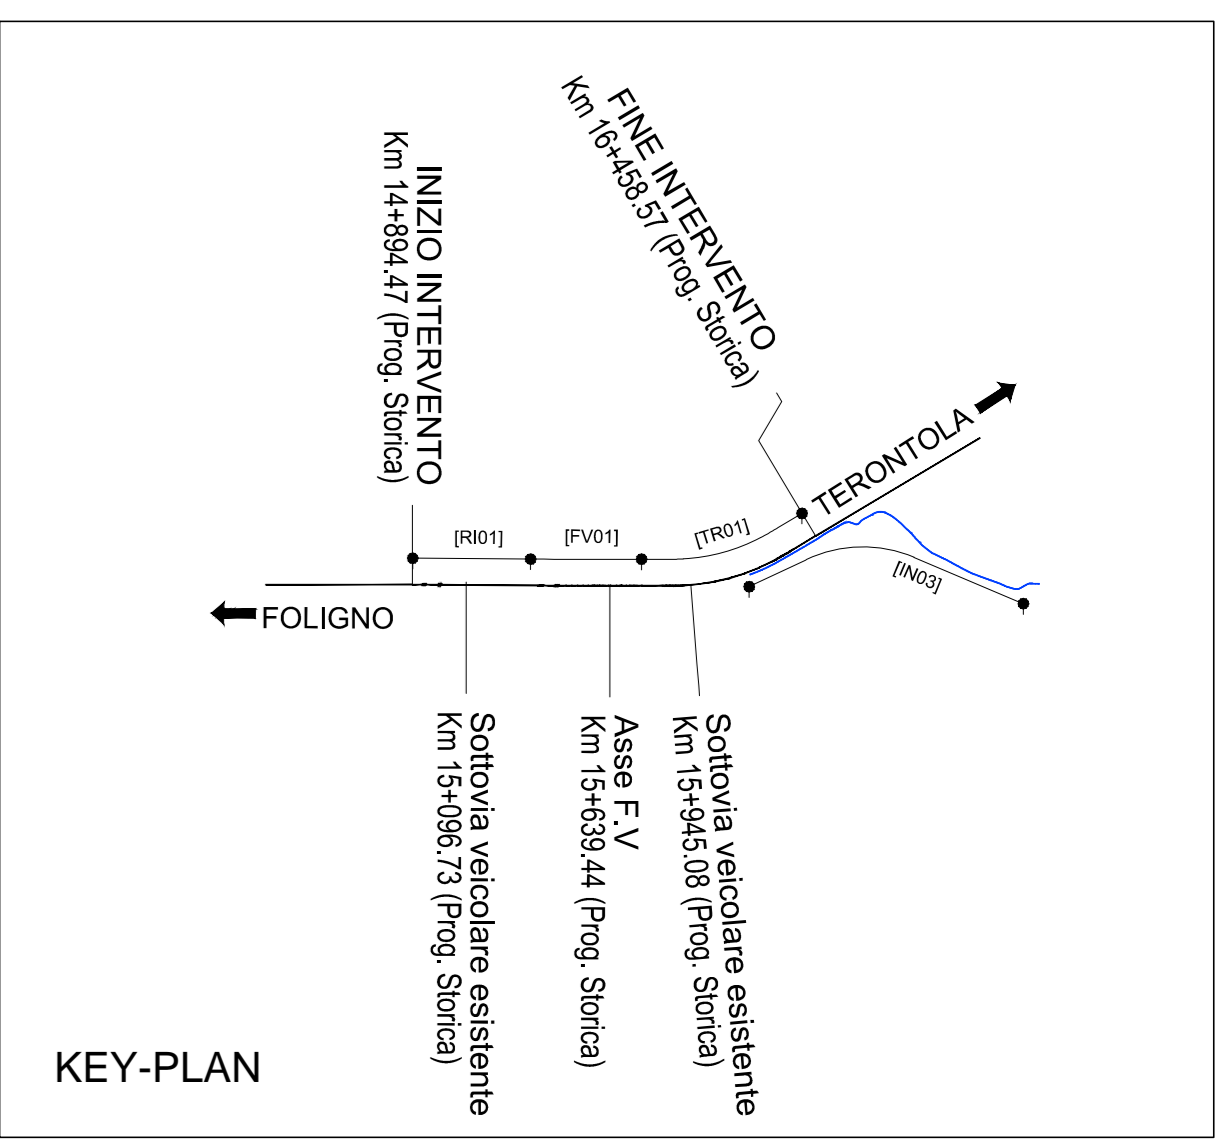 INIZIO INTERVENTO
Km 14+894.47 (Prog. Storica)
FINE INTERVENTO
Km 16+458.57 (Prog. Storica)
TERONTOLA
[RI01]
[FV01]
[TR01]
[IN03]
FOLIGNO
Sottovia veicolare esistente
Km 15+096.73 (Prog. Storica)
Asse F.V
Km 15+639.44 (Prog. Storica)
Sottovia veicolare esistente
Km 15+945.08 (Prog. Storica)
KEY-PLAN